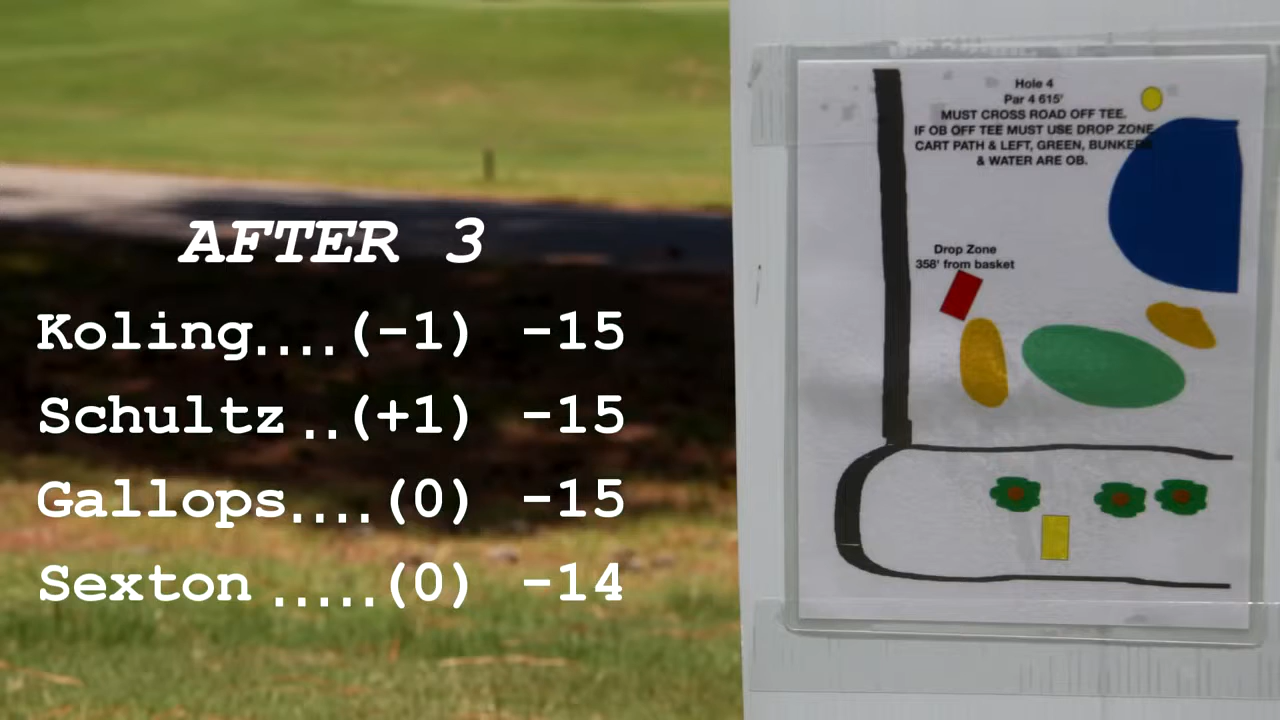 AFTER 3
Koling....(-1) -15
Schultz ..(+1) -15
Gallops....(0) -15
Sexton .....(0) -14
Hole 4
Par 4 615'
MUST CROSS ROAD OFF TEE.
IF OB OFF TEE MUST USE DROP ZONE
CART PATH & LEFT, GREEN, BUNKERS
& WATER ARE OB.
Drop Zone
358' from basket